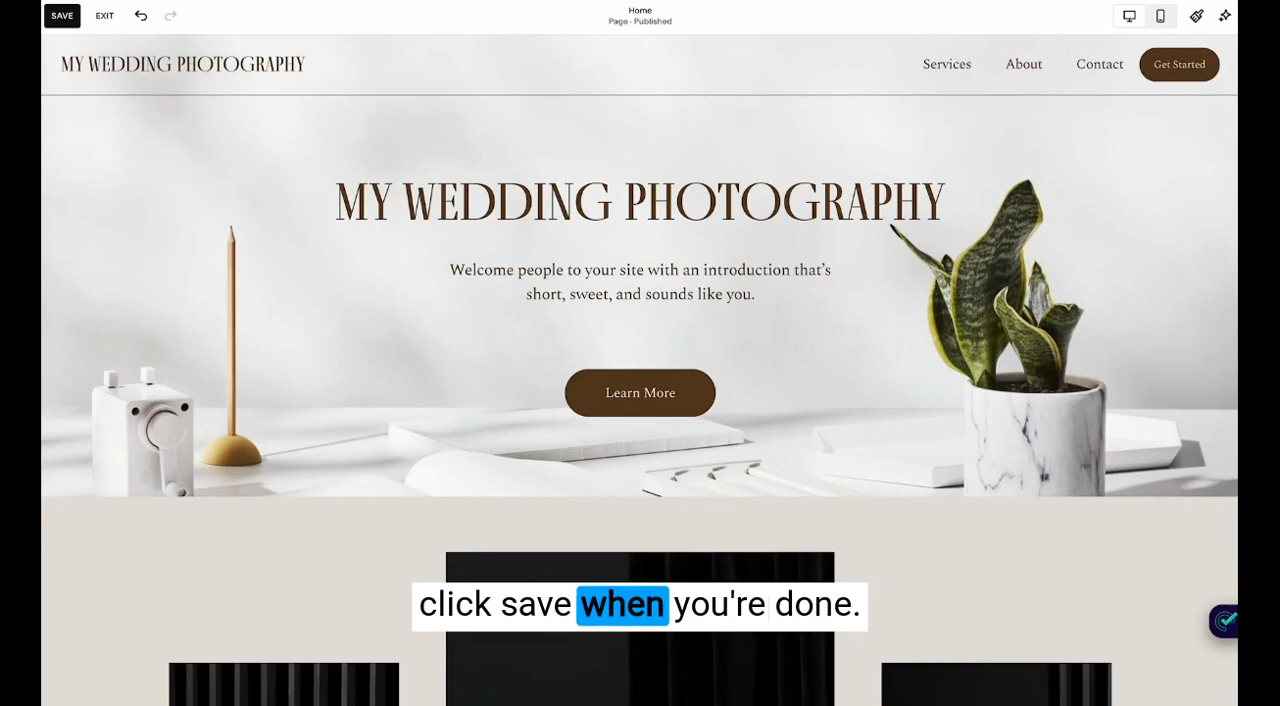 SAVE EXIT Home
Page · Published
MY WEDDING PHOTOGRAPHY Services About Contact Get Started
MY WEDDING PHOTOGRAPHY
Welcome people to your site with an introduction that’s
short, sweet, and sounds like you.
Learn More
click save when you're done.